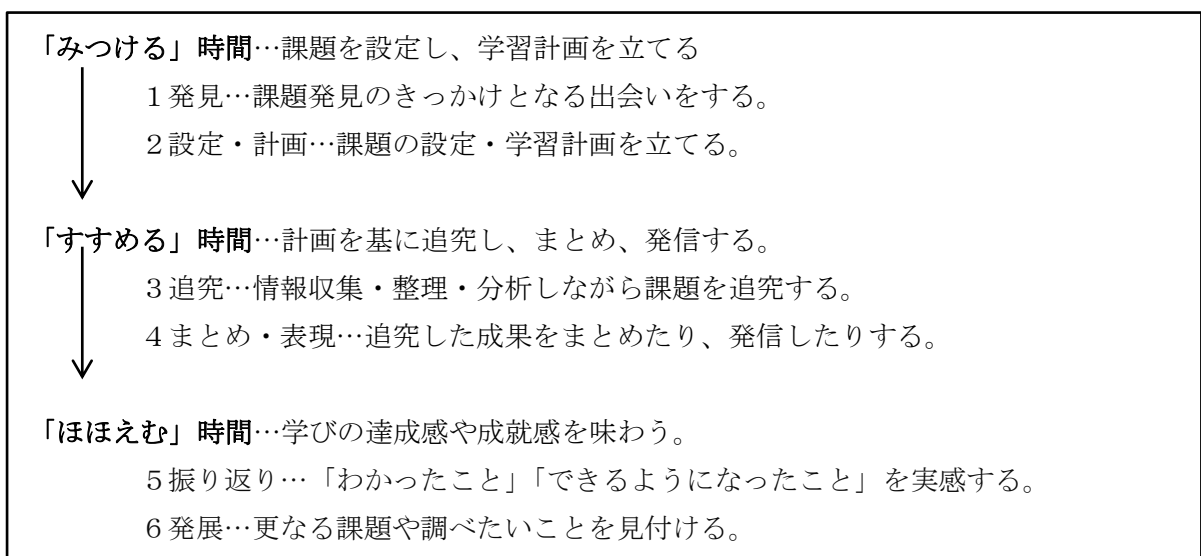 「みつける」時間…課題を設定し、学習計画を立てる
１発見…課題発見のきっかけとなる出会いをする。
２設定・計画…課題の設定・学習計画を立てる。
「すすめる」時間…計画を基に追究し、まとめ、発信する。
３追究…情報収集・整理・分析しながら課題を追究する。
４まとめ・表現…追究した成果をまとめたり、発信したりする。
「ほほえむ」時間…学びの達成感や成就感を味わう。
５振り返り…「わかったこと」「できるようになったこと」を実感する。
６発展…更なる課題や調べたいことを見付ける。